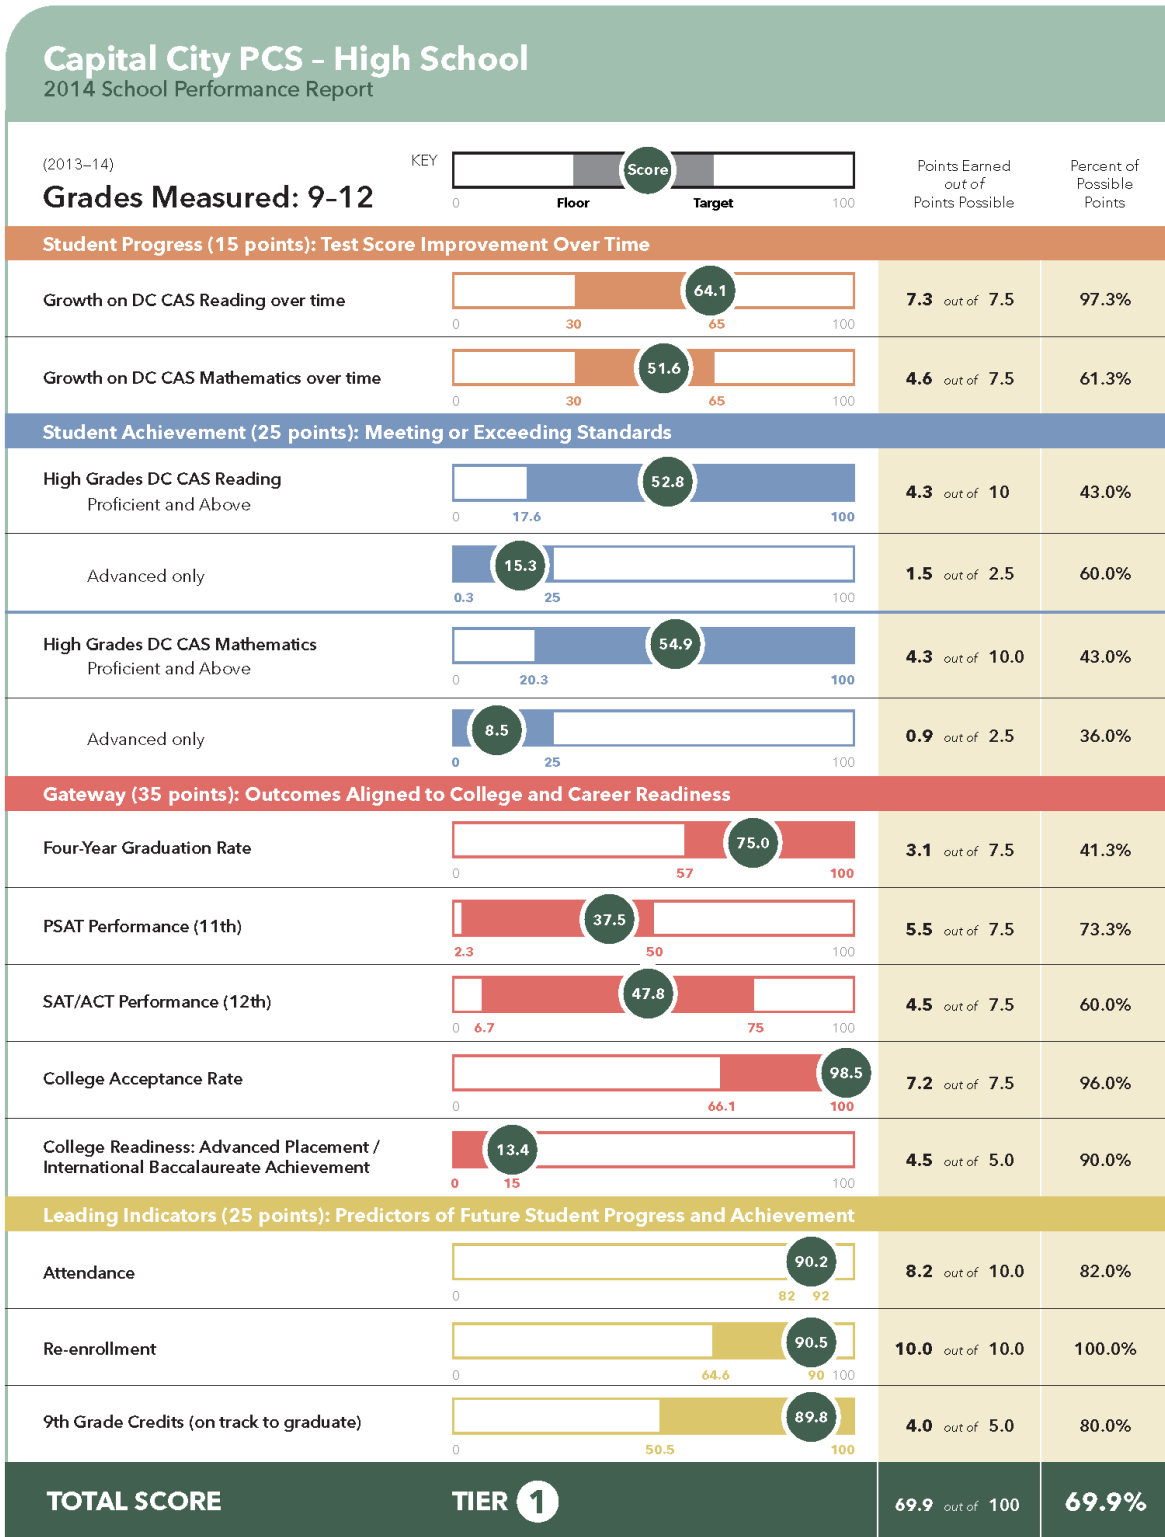 Capital City PCS – High School
2014 School Performance Report
(2013–14)
Grades Measured: 9–12
KEY
Score
0 Floor Target 100
Points Earned
out of
Points Possible
Percent of
Possible
Points
Student Progress (15 points): Test Score Improvement Over Time
Growth on DC CAS Reading over time
64.1
0 30 65 100
7.3 out of 7.5 97.3%
Growth on DC CAS Mathematics over time
51.6
0 30 65 100
4.6 out of 7.5 61.3%
Student Achievement (25 points): Meeting or Exceeding Standards
High Grades DC CAS Reading
Proficient and Above
52.8
0 17.6 100
4.3 out of 10 43.0%
Advanced only
15.3
0.3 25 100
1.5 out of 2.5 60.0%
High Grades DC CAS Mathematics
Proficient and Above
54.9
0 20.3 100
4.3 out of 10.0 43.0%
Advanced only
8.5
0 25 100
0.9 out of 2.5 36.0%
Gateway (35 points): Outcomes Aligned to College and Career Readiness
Four-Year Graduation Rate
75.0
0 57 100
3.1 out of 7.5 41.3%
PSAT Performance (11th)
37.5
2.3 50 100
5.5 out of 7.5 73.3%
SAT/ACT Performance (12th)
47.8
0 6.7 75 100
4.5 out of 7.5 60.0%
College Acceptance Rate
98.5
0 66.1 100
7.2 out of 7.5 96.0%
College Readiness: Advanced Placement /
International Baccalaureate Achievement
13.4
0 15 100
4.5 out of 5.0 90.0%
Leading Indicators (25 points): Predictors of Future Student Progress and Achievement
Attendance
90.2
0 82 92
8.2 out of 10.0 82.0%
Re-enrollment
90.5
0 64.6 90 100
10.0 out of 10.0 100.0%
9th Grade Credits (on track to graduate)
89.8
0 50.5 100
4.0 out of 5.0 80.0%
TOTAL SCORE TIER 1 69.9 out of 100 69.9%